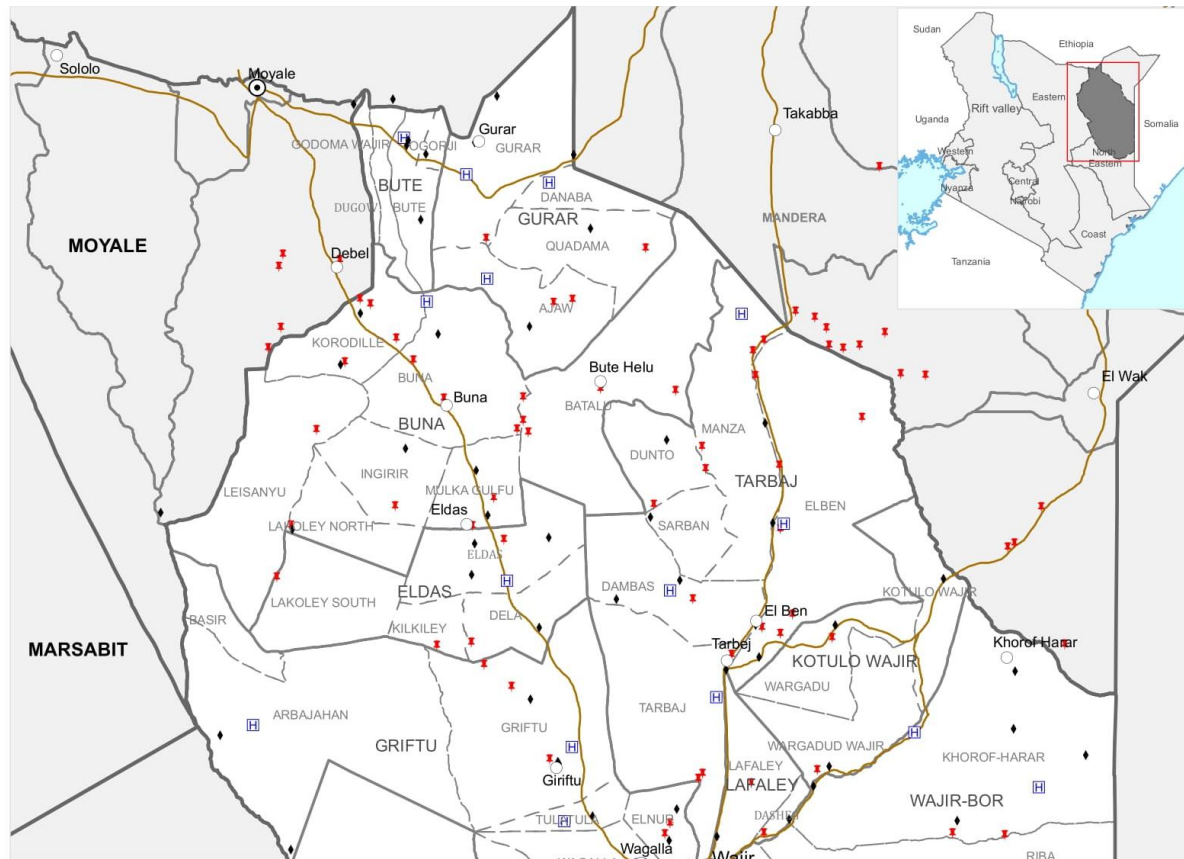 Sudan
Ethiopia
Eastern
Rift valley
Somalia
Uganda
Western
North
Eastern
Nyanza
Central
Nairobi
Coast
Tanzania
Sololo
Moyale
Takabba
Gurar
GODOMA WAJIR
OGORJI
GURAR
BUTE
DANABA
DUGOW
BUTE
GURAR
MANDERA
MOYALE
QUADAMA
Debel
AJAW
KORODILLE
BUNA
Bute Helu
El Wak
Buna
BATALU
BUNA
MANZA
DUNTO
INGIRIR
TARBAJ
LEISANYU
MULKA GULFU
ELBEN
Eldas
LAKOLEY NORTH
SARBAN
ELDAS
DAMBAS
KOTULO WAJIR
ELDAS
LAKOLEY SOUTH
DELA
BASIR
El Ben
KILKILEY
MARSABIT
Tarbej
Khorof Harar
KOTULO WAJIR
WARGADU
ARBAJAHAN
TARBAJ
GRIFTU
GRIFTU
WARGADUD WAJIR
KHOROF-HARAR
LAFALEY
Giriftu
LAFALEY
WAJIR-BOR
TULATULA
ELNUR
DASHEG
Wagalla
Wajir
RIBA